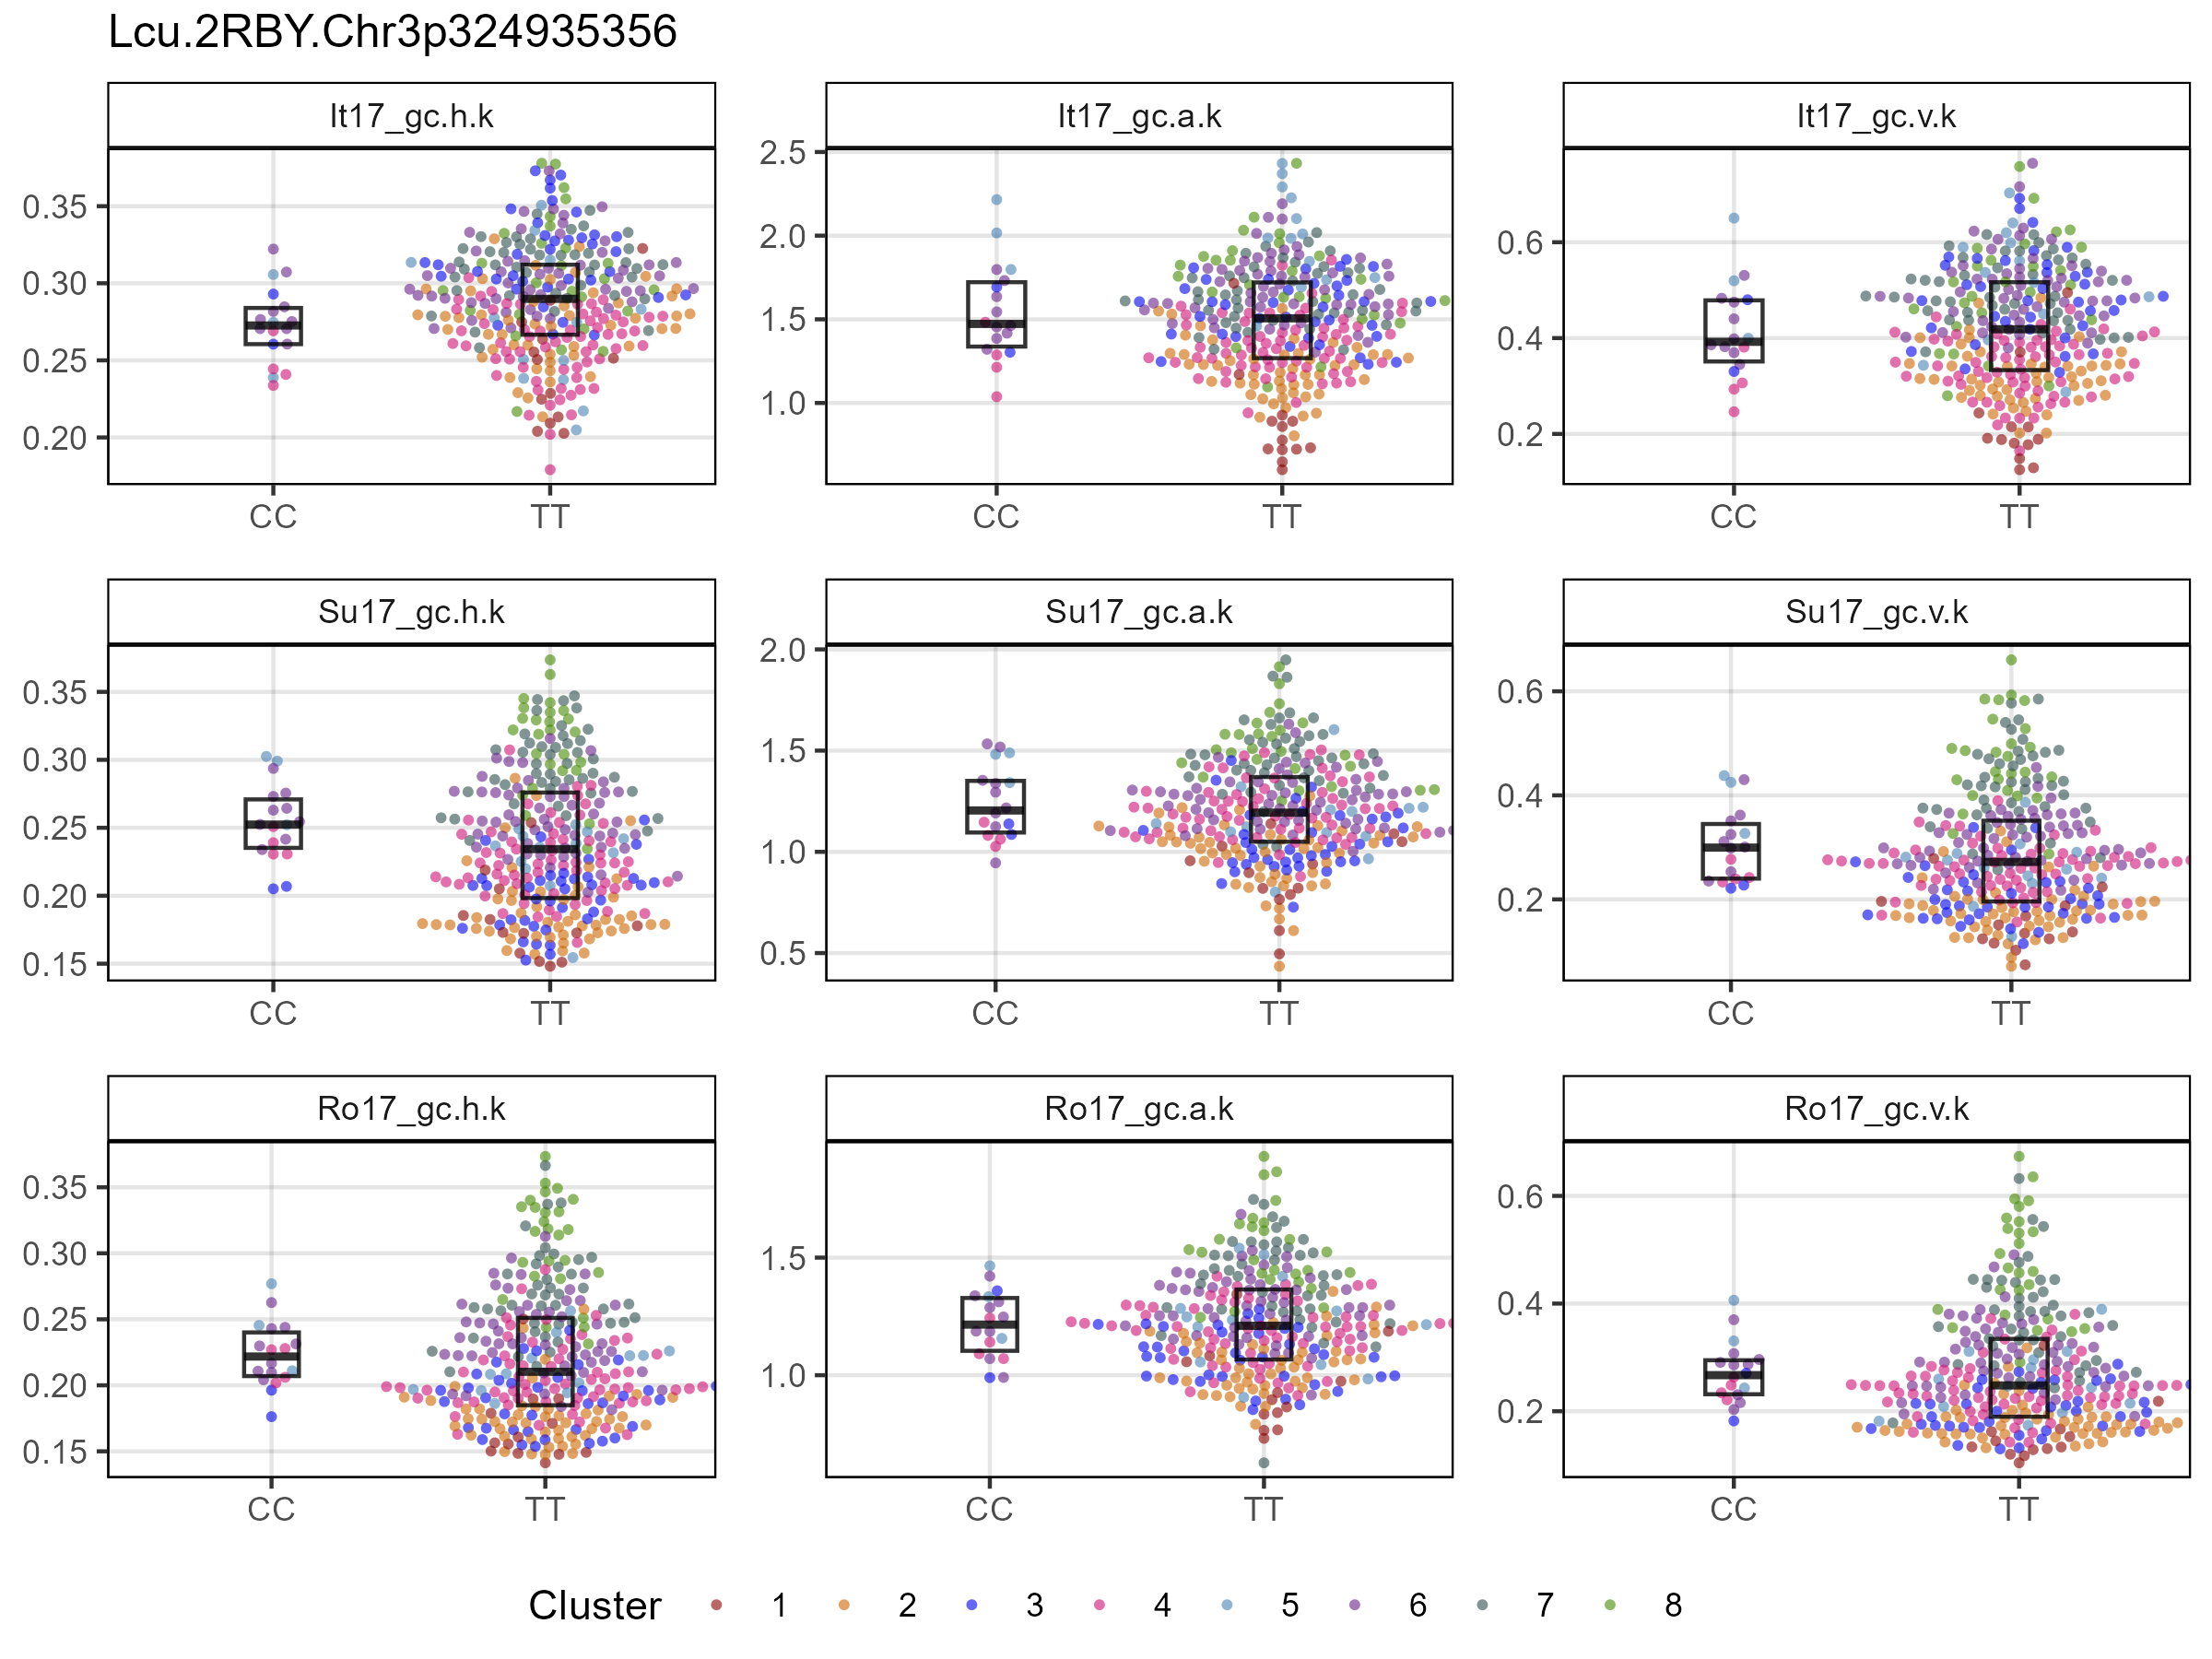 Lcu.2RBY.Chr3p324935356
It17_gc.h.k
It17_gc.a.k
It17_gc.v.k
0.35
0.30
0.25
0.20
2.5
2.0
1.5
1.0
0.6
0.4
0.2
CC TT
CC TT
CC TT
Su17_gc.h.k
Su17_gc.a.k
Su17_gc.v.k
0.35
0.30
0.25
0.20
0.15
2.0
1.5
1.0
0.5
0.6
0.4
0.2
CC TT
CC TT
CC TT
Ro17_gc.h.k
Ro17_gc.a.k
Ro17_gc.v.k
0.35
0.30
0.25
0.20
0.15
1.5
1.0
0.6
0.4
0.2
CC TT
CC TT
CC TT
Cluster 1 2 3 4 5 6 7 8